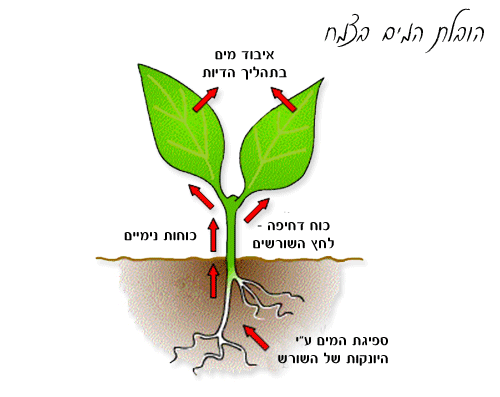 הובלת המים בצמח
איבוד מים
בתהליך הדיות
כוח דחיפה -
לחץ השורשים
כוחות נימיים
ספיגת המים ע"י
היונקות של השורש